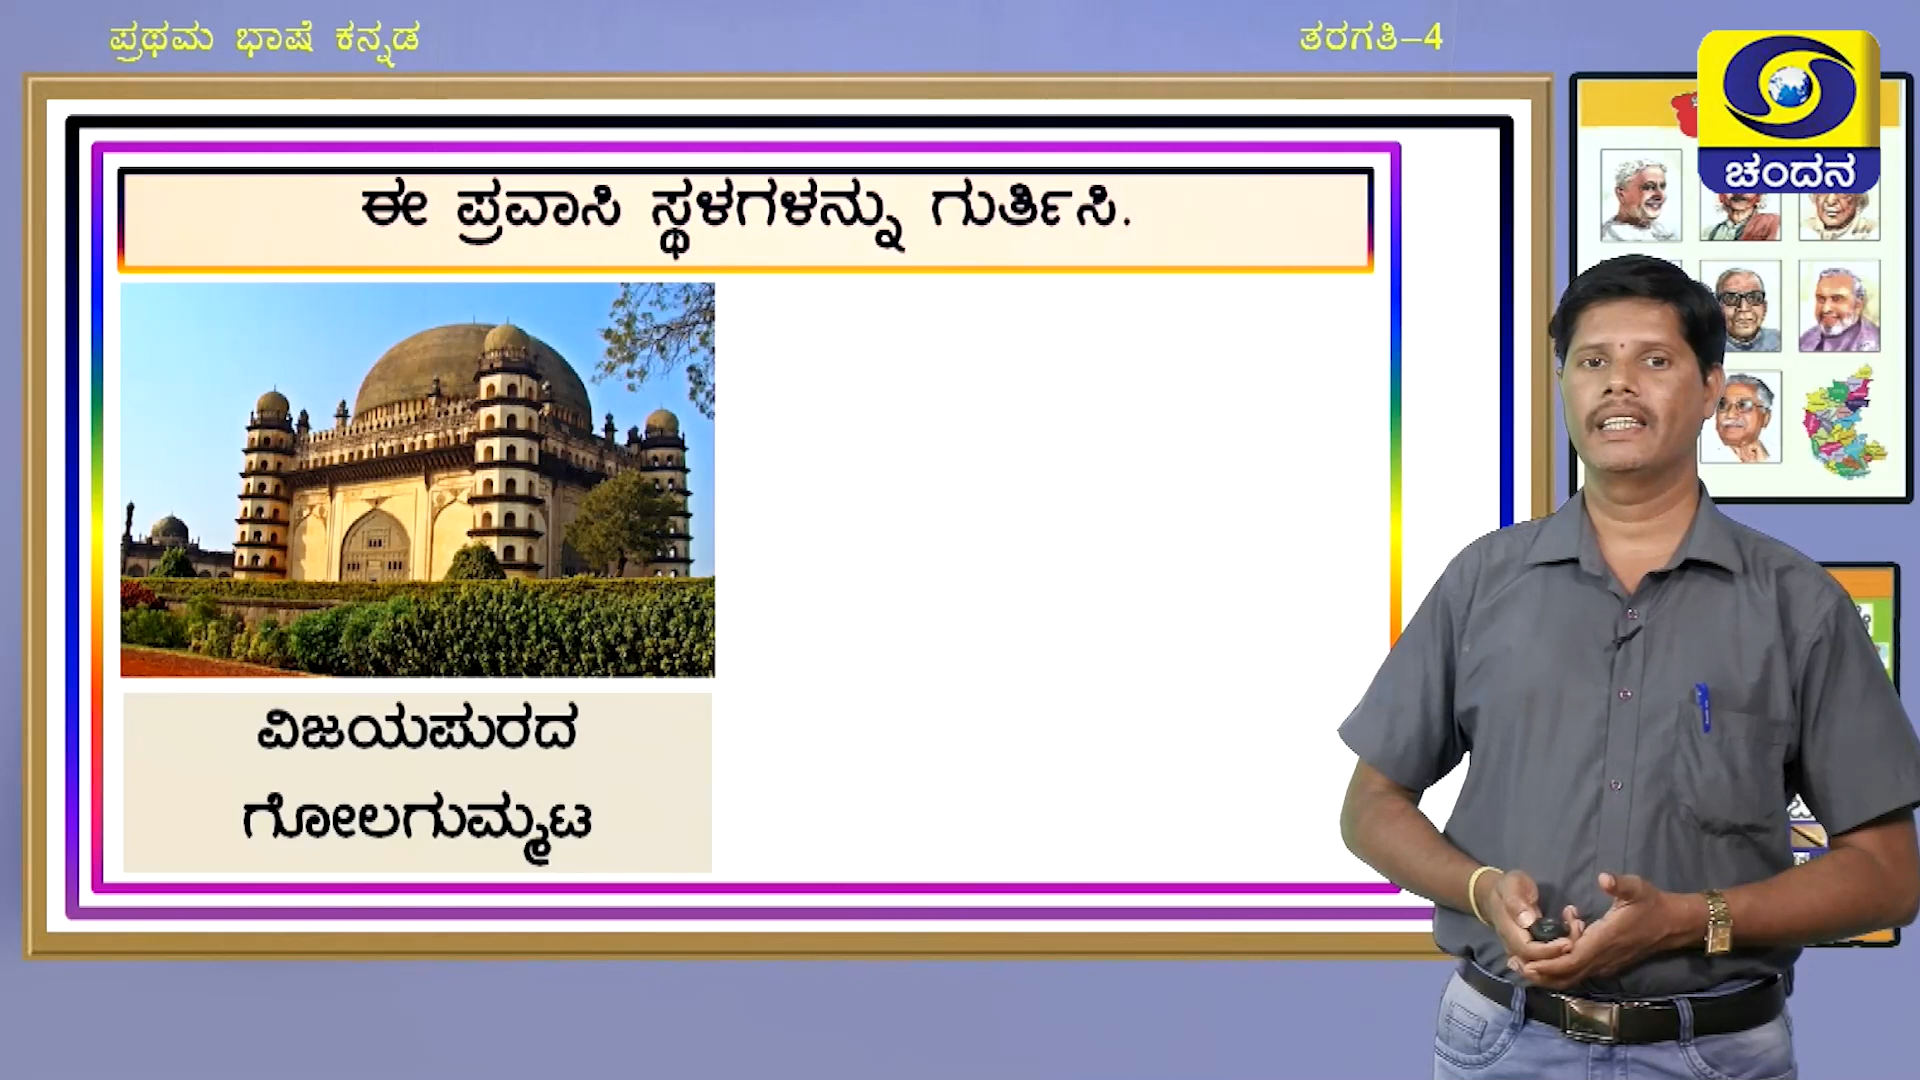 ಪ್ರಥಮ ಭಾಷೆ ಕನ್ನಡ
ತರಗತಿ–4
ಚಂದನ
ಈ ಪ್ರವಾಸಿ ಸ್ಥಳಗಳನ್ನು ಗುರ್ತಿಸಿ.
ವಿಜಯಪುರದ
ಗೋಲಗುಮ್ಮಟ